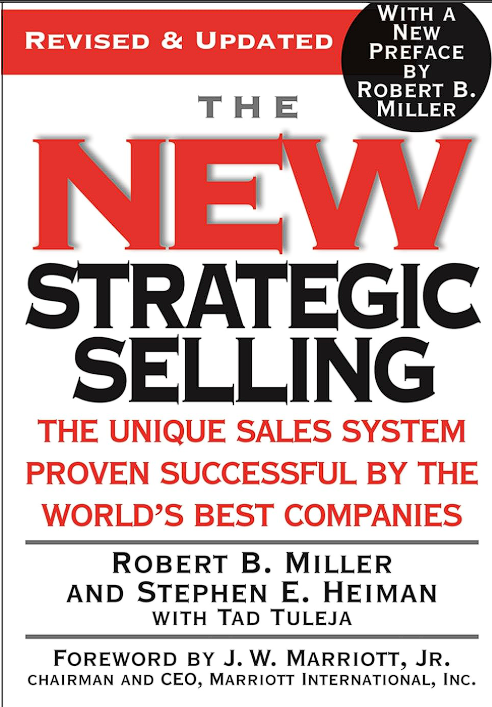 REVISED & UPDATED
WITH A
NEW
PREFACE
BY
ROBERT B.
MILLER
THE
NEW
STRATEGIC
SELLING
THE UNIQUE SALES SYSTEM
PROVEN SUCCESSFUL BY THE
WORLD'S BEST COMPANIES
ROBERT B. MILLER
AND STEPHEN E. HEIMAN
WITH TAD TULEJA
FOREWORD BY J. W. MARRIOTT, JR.
CHAIRMAN AND CEO, MARRIOTT INTERNATIONAL, INC.